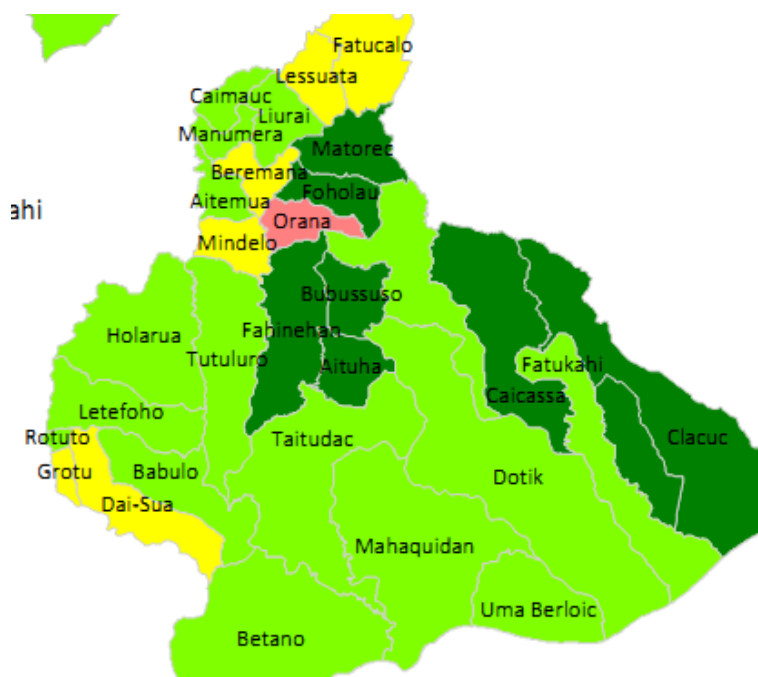 Fatucalo
Lessuata
Caimauc
Liurai
Manumera
Matorec
Beremana
Foholau
Aitemua
ahi
Orana
Mindelo
Bubussuso
Holarua
Fahinehan
Tutuluro
Aituha
Fatukahi
Caicassa
Letefoho
Rotuto
Taitudac
Clacuc
Grotu
Babulo
Dotik
Dai-Sua
Mahaquidan
Uma Berloic
Betano